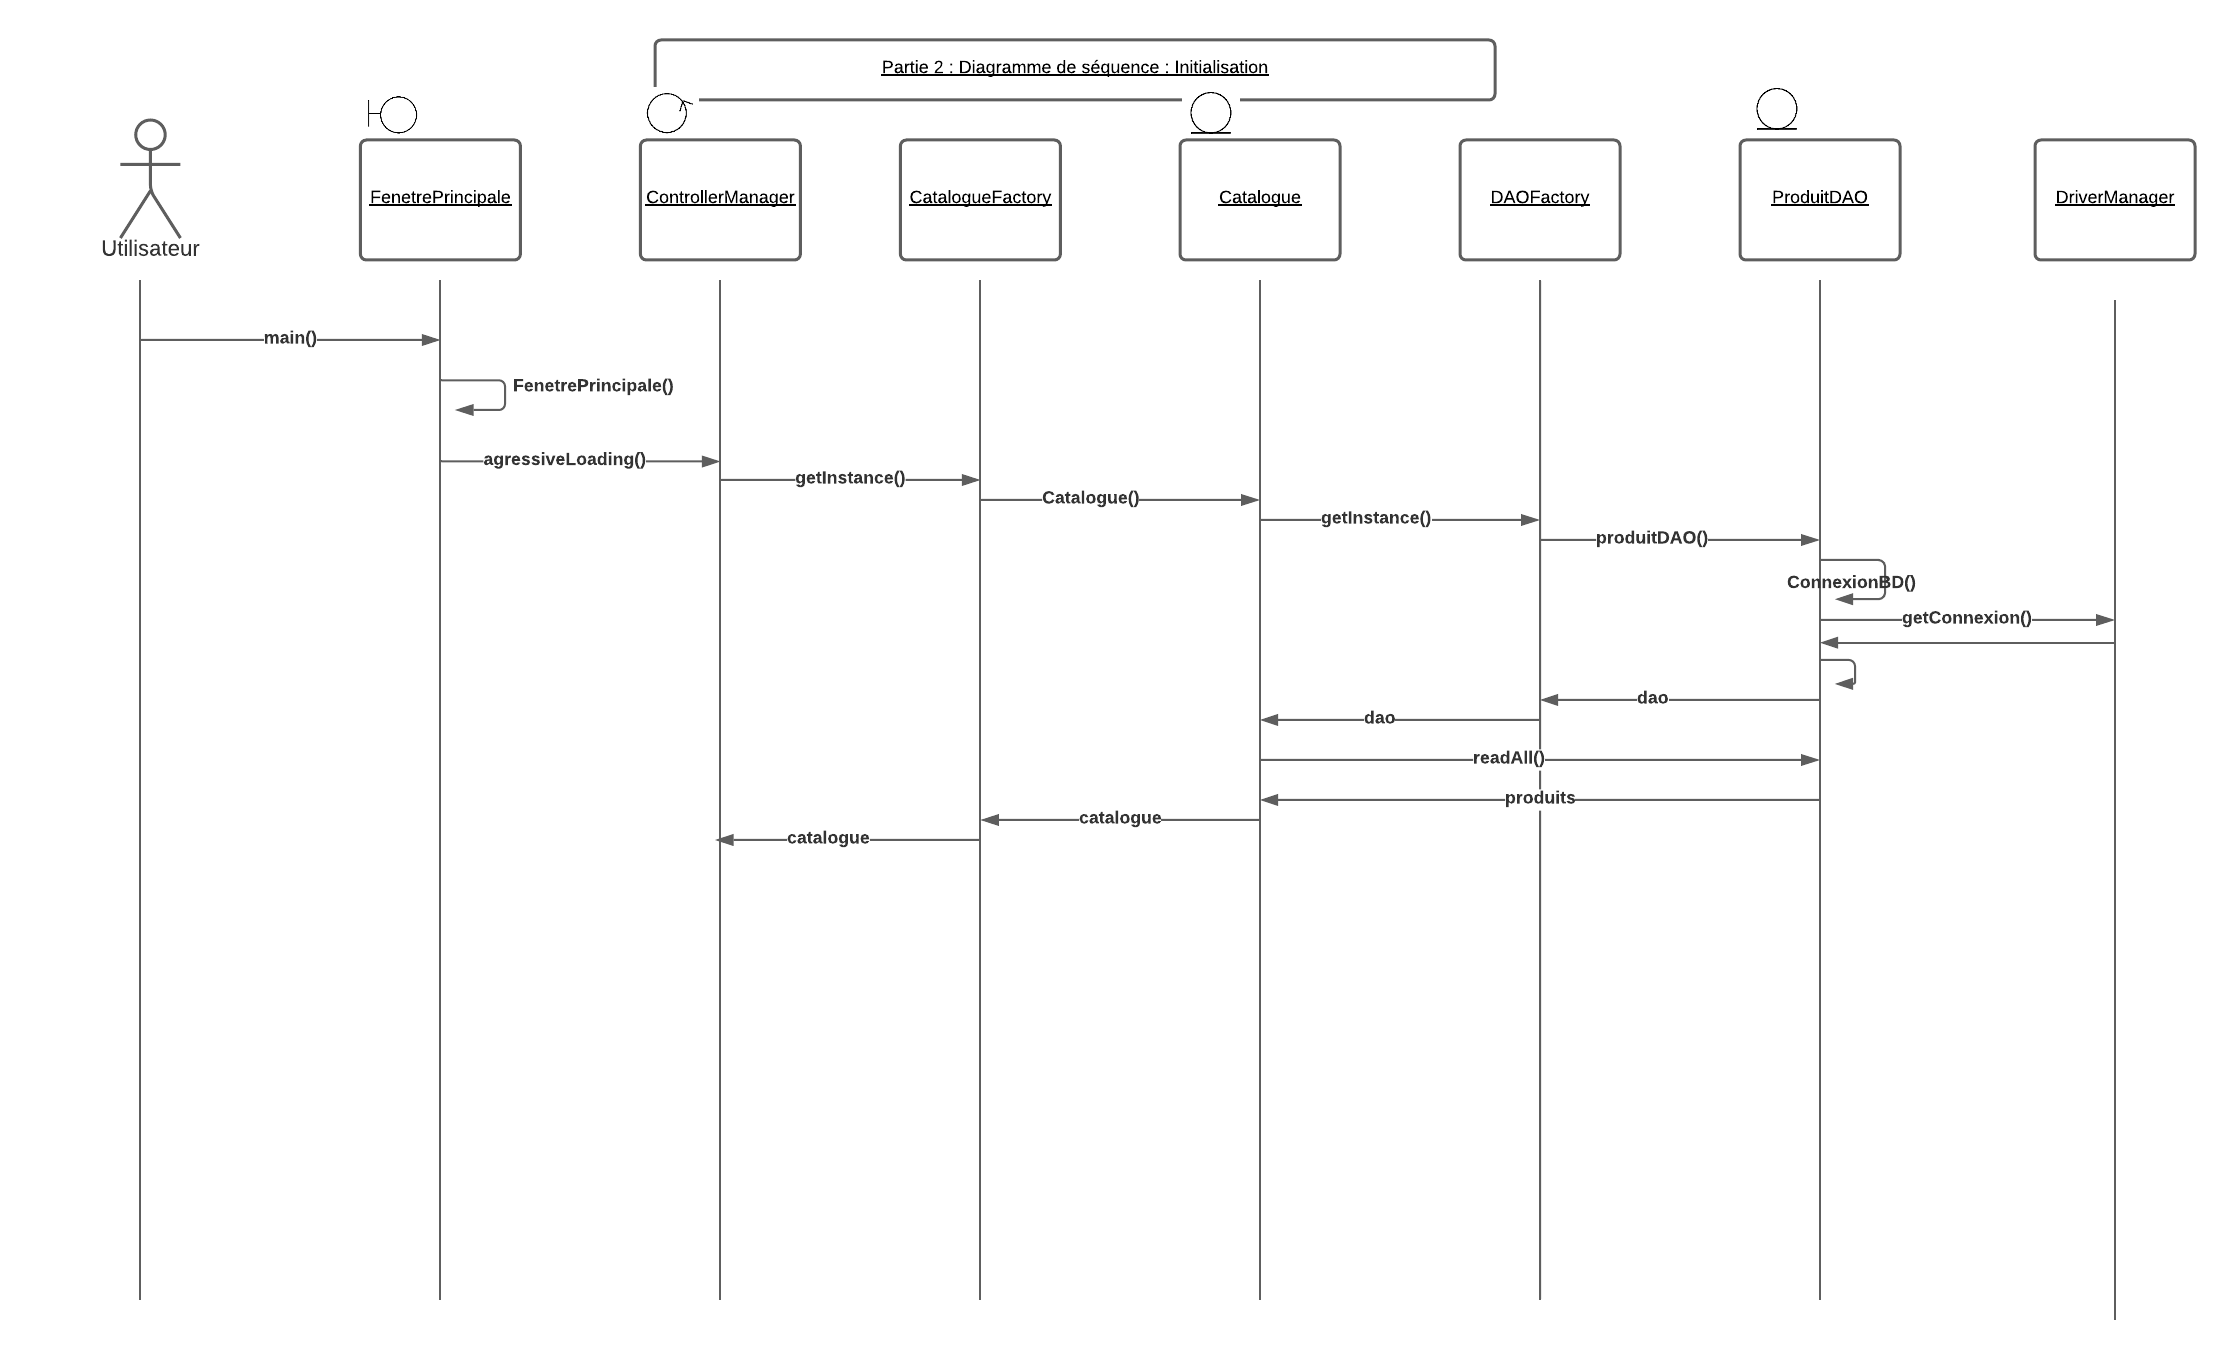 Partie 2 : Diagramme de séquence : Initialisation
Utilisateur
FenetrePrincipale
ControllerManager
CatalogueFactory
Catalogue
DAOFactory
ProduitDAO
DriverManager
main()
FenetrePrincipale()
agressiveLoading()
getInstance()
Catalogue()
getInstance()
produitDAO()
ConnexionBD()
getConnexion()
dao
dao
readAll()
produits
catalogue
catalogue